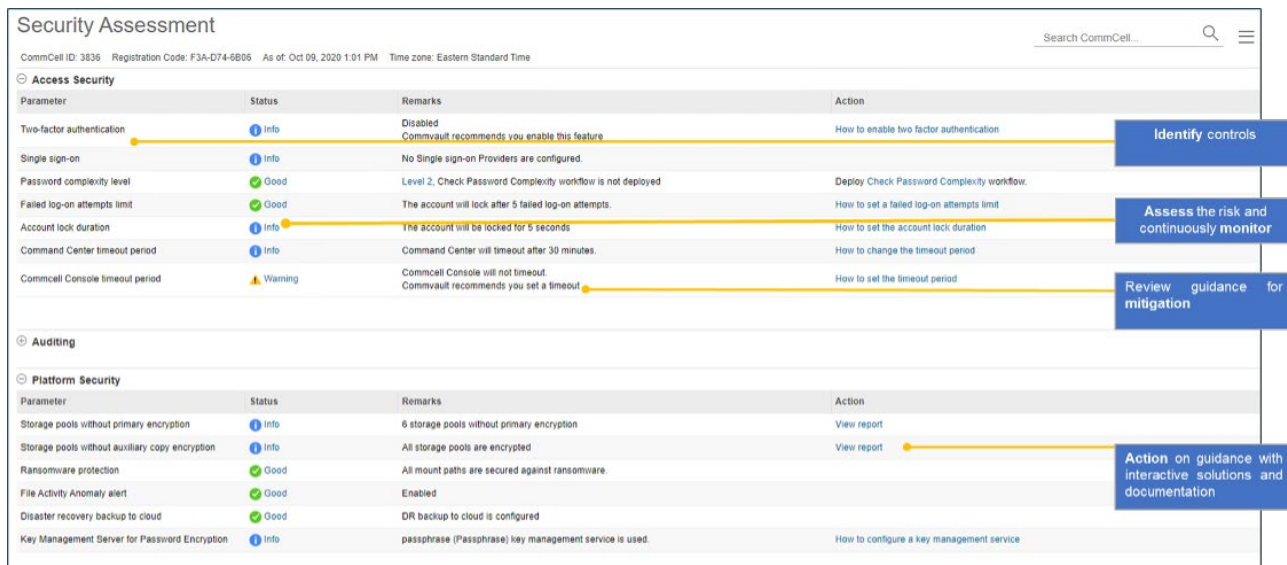 Security Assessment
Search CommCell...
CommCell ID: 3836 Registration Code: F3A-D74-6B06 As of: Oct 09, 2020 1:01 PM Time zone: Eastern Standard Time
Access Security
Parameter Status Remarks Action
Two-factor authentication Info Disabled How to enable two factor authentication
Commvault recommends you enable this feature
Identify controls
Single sign-on Info No Single sign-on Providers are configured.
Password complexity level Good Level 2, Check Password Complexity workflow is not deployed Deploy Check Password Complexity workflow.
Failed log-on attempts limit Good The account will lock after 5 failed log-on attempts. How to set a failed log-on attempts limit
Assess the risk and
continuously monitor
Account lock duration Info The account will be locked for 5 seconds How to set the account lock duration
Command Center timeout period Info Command Center will timeout after 30 minutes. How to change the timeout period
Commcell Console timeout period Warning Commcell Console will not timeout. How to set the timeout period
Commvault recommends you set a timeout
Review guidance for
mitigation
Auditing
Platform Security
Parameter Status Remarks Action
Storage pools without primary encryption Info 6 storage pools without primary encryption View report
Storage pools without auxiliary copy encryption Info All storage pools are encrypted View report
Action on guidance with
interactive solutions and
documentation
Ransomware protection Good All mount paths are secured against ransomware.
File Activity Anomaly alert Good Enabled
Disaster recovery backup to cloud Good DR backup to cloud is configured
Key Management Server for Password Encryption Info passphrase (Passphrase) key management service is used. How to configure a key management service